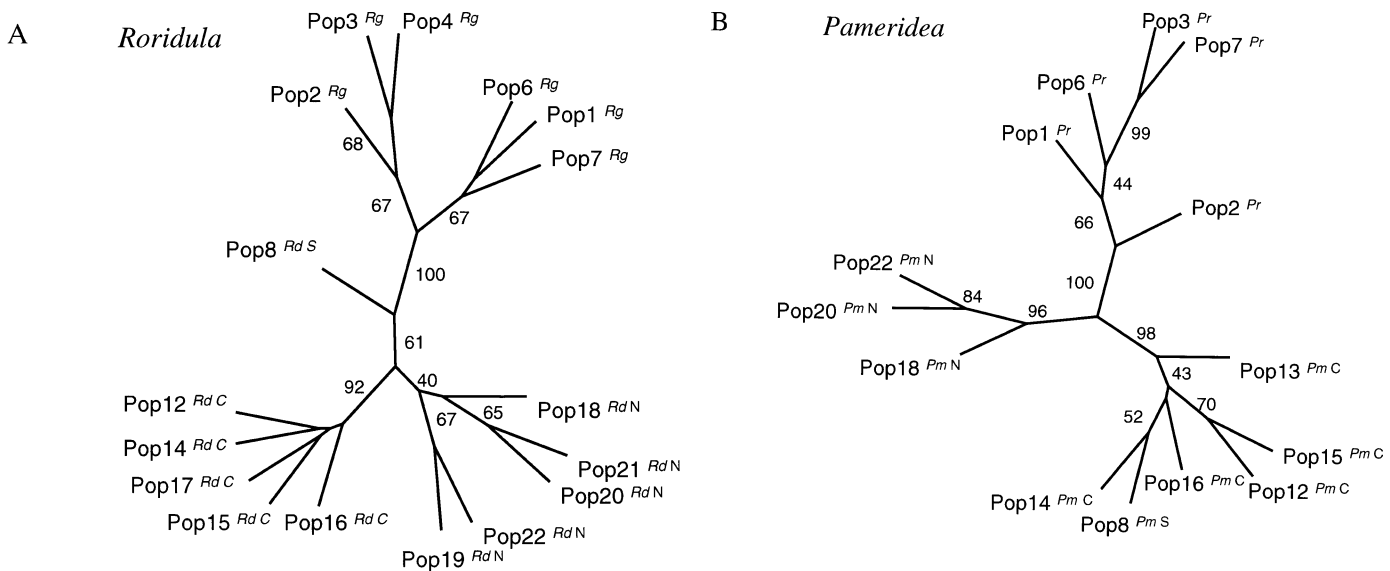 A
Roridula
Pop3 Rg
Pop4 Rg
Pop2 Rg
Pop6 Rg
Pop1 Rg
Pop7 Rg
68
67
67
Pop8 Rd S
100
61
92
40
Pop12 Rd C
Pop14 Rd C
Pop17 Rd C
Pop15 Rd C
Pop16 Rd C
67
65
Pop18 Rd N
Pop21 Rd N
Pop20 Rd N
Pop22 Rd N
Pop19 Rd N
B
Pameridea
Pop3 Pr
Pop7 Pr
Pop6 Pr
Pop1 Pr
99
44
66
Pop2 Pr
Pop22 Pm N
Pop20 Pm N
Pop18 Pm N
84
96
100
98
Pop13 Pm C
43
70
52
Pop15 Pm C
Pop12 Pm C
Pop16 Pm C
Pop14 Pm C
Pop8 Pm S